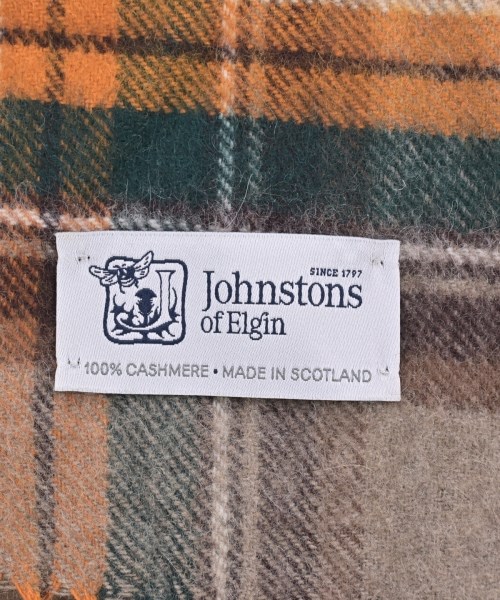 SINCE 1797
Johnstons
of Elgin
100% CASHMERE • MADE IN SCOTLAND